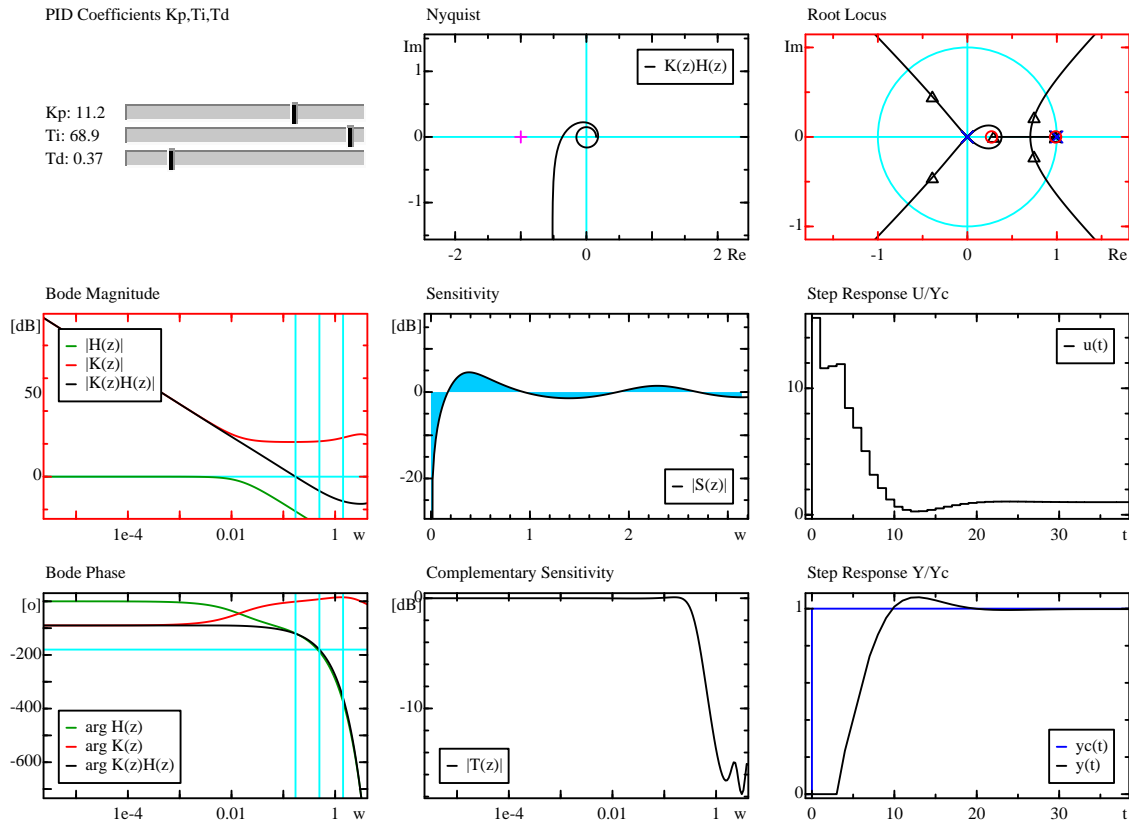 PID Coefficients Kp,Ti,Td
Kp: 11.2
Ti: 68.9
Td: 0.37
Nyquist
Im
1
0
-1
-2
0
2 Re
K(z)H(z)
Root Locus
Im
1
0
-1
-1
0
1
Re
Bode Magnitude
[dB]
50
0
|H(z)|
|K(z)|
|K(z)H(z)|
1e-4
0.01
1
w
Sensitivity
[dB]
0
-20
|S(z)|
0
2
w
Step Response U/Yc
10
0
u(t)
0
10
20
30
t
Bode Phase
[o]
-200
-400
-600
arg H(z)
arg K(z)
arg K(z)H(z)
1e-4
0.01
1
w
Complementary Sensitivity
[dB]
0
-10
|T(z)|
1e-4
0.01
1
w
Step Response Y/Yc
1
0
yc(t)
y(t)
0
10
20
30
t